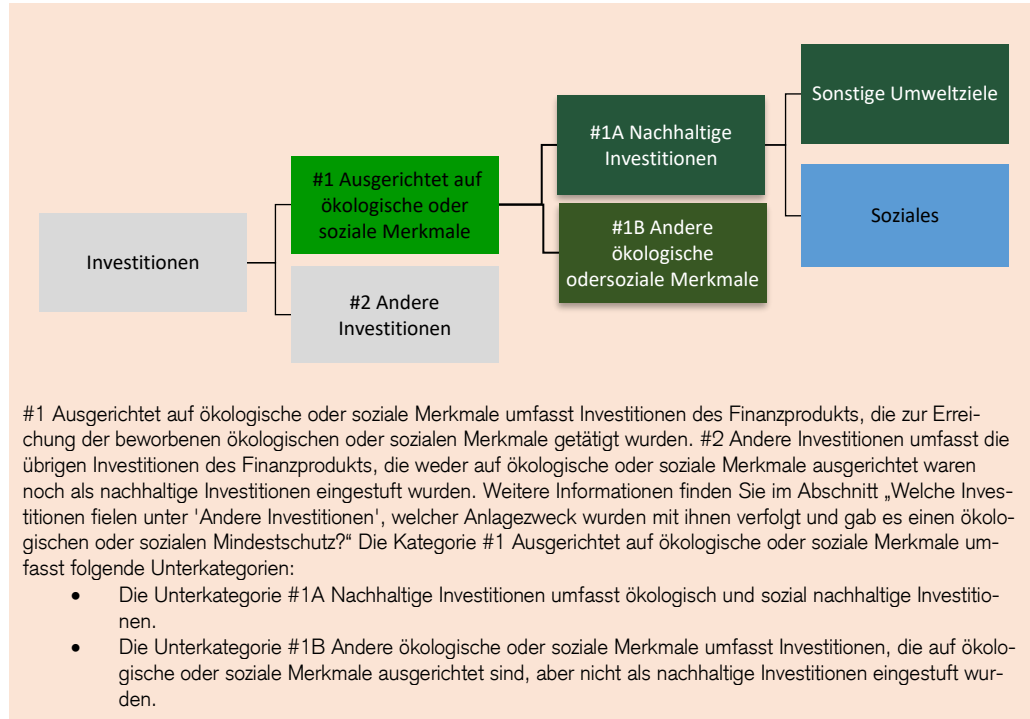 Sonstige Umweltziele
#1A Nachhaltige
Investitionen
#1 Ausgerichtet auf
ökologische oder
soziale Merkmale
Soziales
#1B Andere
ökologische
odersoziale Merkmale
Investitionen
#2 Andere
Investitionen
#1 Ausgerichtet auf ökologische oder soziale Merkmale umfasst Investitionen des Finanzprodukts, die zur Errei-
chung der beworbenen ökologischen oder sozialen Merkmale getätigt wurden. #2 Andere Investitionen umfasst die
übrigen Investitionen des Finanzprodukts, die weder auf ökologische oder soziale Merkmale ausgerichtet waren
noch als nachhaltige Investitionen eingestuft wurden. Weitere Informationen finden Sie im Abschnitt „Welche Inves-
titionen fielen unter 'Andere Investitionen', welcher Anlagezweck wurden mit ihnen verfolgt und gab es einen ökolo-
gischen oder sozialen Mindestschutz?“ Die Kategorie #1 Ausgerichtet auf ökologische oder soziale Merkmale um-
fasst folgende Unterkategorien:
• Die Unterkategorie #1A Nachhaltige Investitionen umfasst ökologisch und sozial nachhaltige Investitio-
nen.
• Die Unterkategorie #1B Andere ökologische oder soziale Merkmale umfasst Investitionen, die auf ökolo-
gische oder soziale Merkmale ausgerichtet sind, aber nicht als nachhaltige Investitionen eingestuft wur-
den.